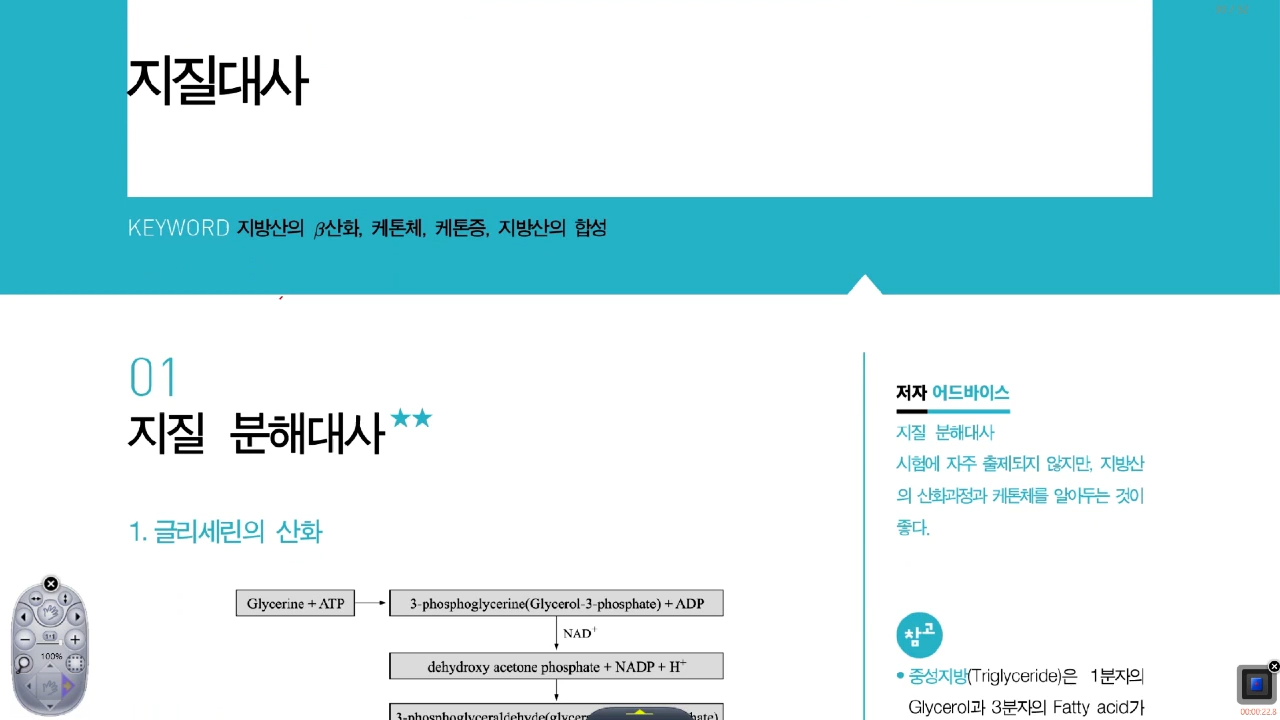 지질대사
KEYWORD 지방산의 β산화, 케톤체, 케톤증, 지방산의 합성
01
지질 분해대사★★
1. 글리세린의 산화
Glycerine + ATP
3-phosphoglycerine(Glycerol-3-phosphate) + ADP
NAD⁺
dehydroxy acetone phosphate + NADP + H⁺
저자 어드바이스
지질 분해대사
시험에 자주 출제되지 않지만, 지방산
의 산화과정과 케톤체를 알아두는 것이
좋다.
참고
• 중성지방(Triglyceride)은 1분자의
Glycerol과 3분자의 Fatty acid가
100%
00:00:22.8